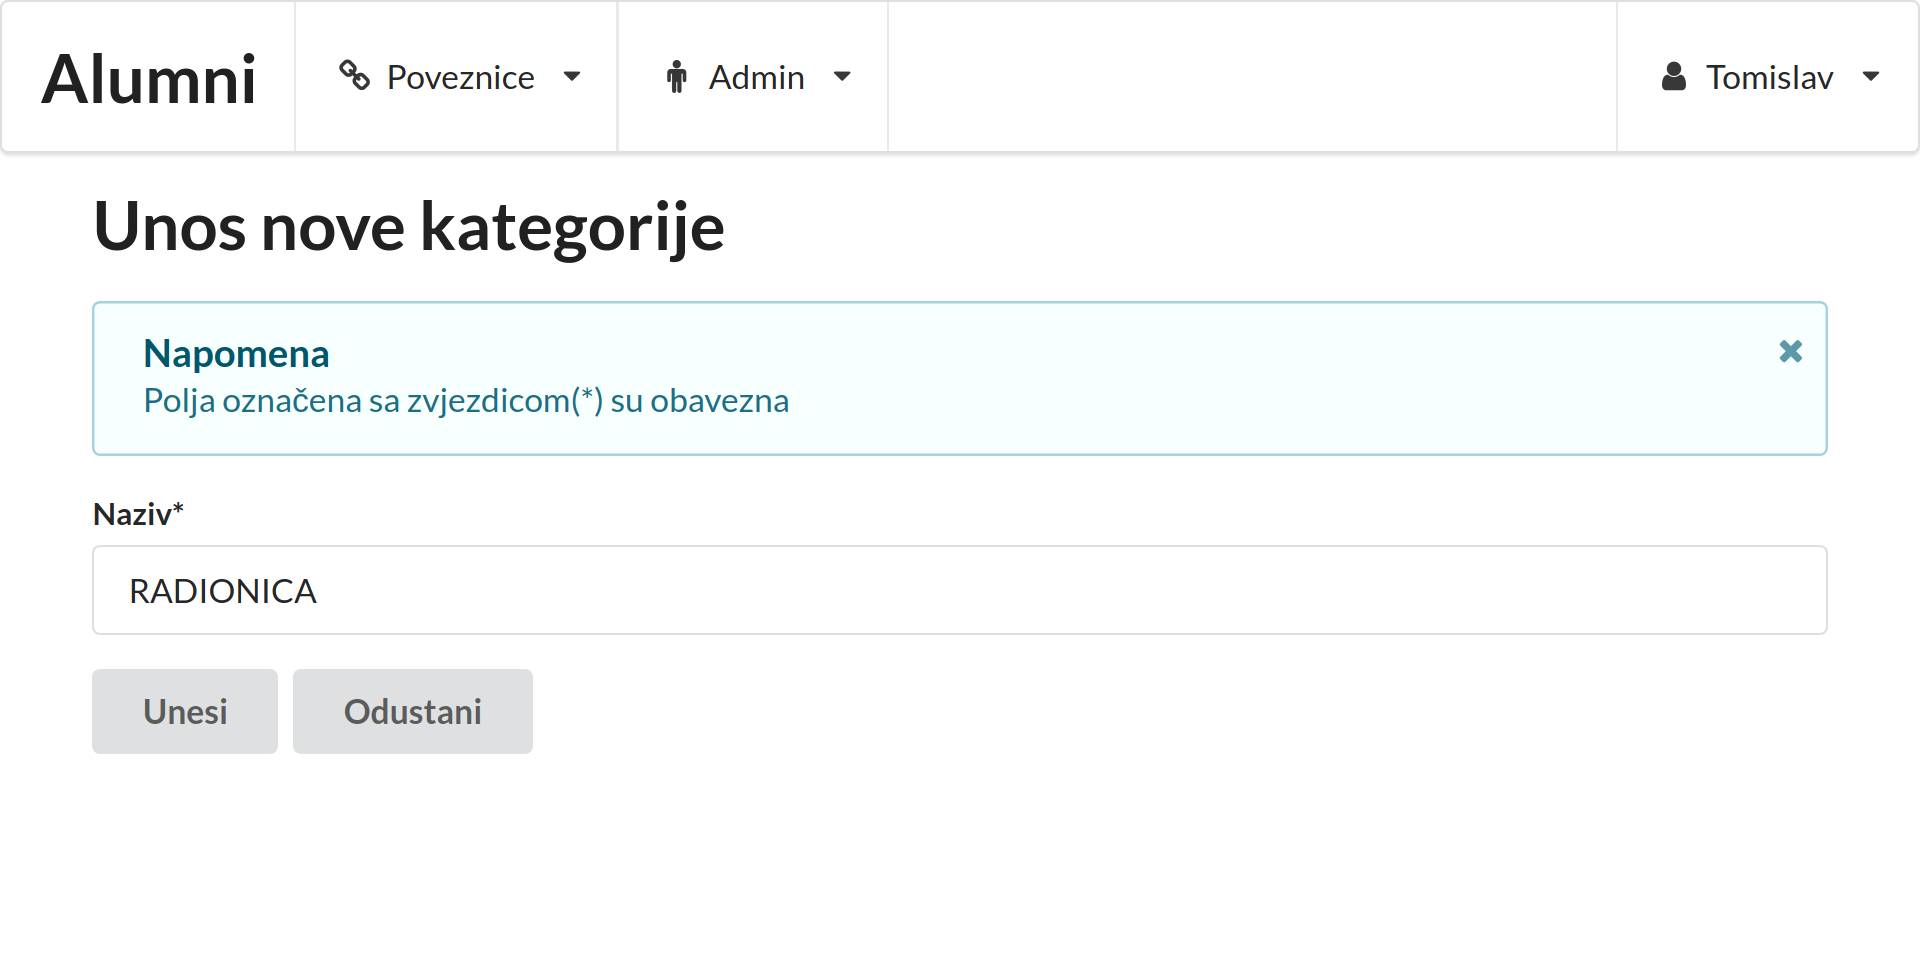 Alumni
Poveznice
Admin
Tomislav
Unos nove kategorije
Napomena
Polja označena sa zvjezdicom(*) su obavezna
Naziv*
RADIONICA
Unesi
Odustani